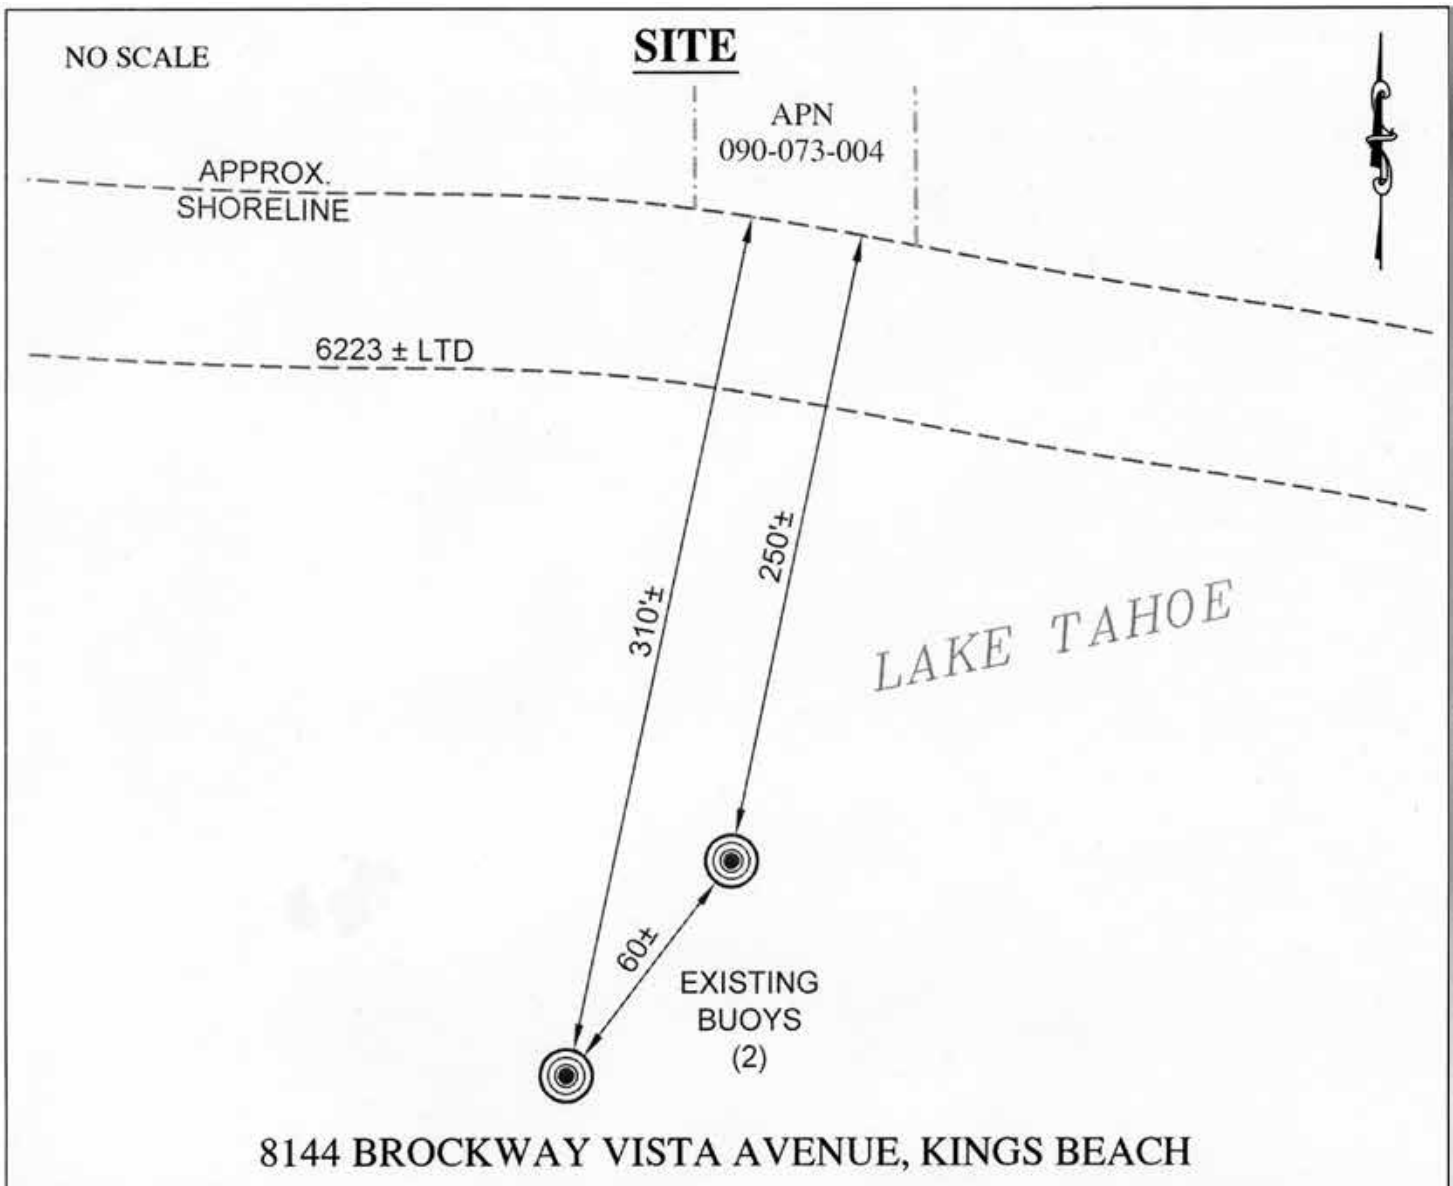 NO SCALE
SITE
APN
090-073-004
APPROX.
SHORELINE
6223 ± LTD
310'±
250'±
LAKE TAHOE
60±
EXISTING
BUOYS
(2)
8144 BROCKWAY VISTA AVENUE, KINGS BEACH